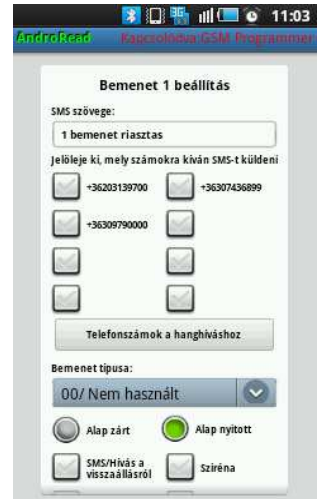 3G
11:03
AndroRead Kapcsolódva:GSM Programmer
Bemenet 1 beállítás
SMS szövege:
1 bemenet riasztas
Jelöleje ki, mely számokra kíván SMS-t küldeni
+36203139700 +36307436899
+36309790000
Telefonszámok a hanghíváshoz
Bemenet típusa:
00/ Nem használt
Alap zárt Alap nyitott
SMS/Hívás a Sziréna
visszaállásról